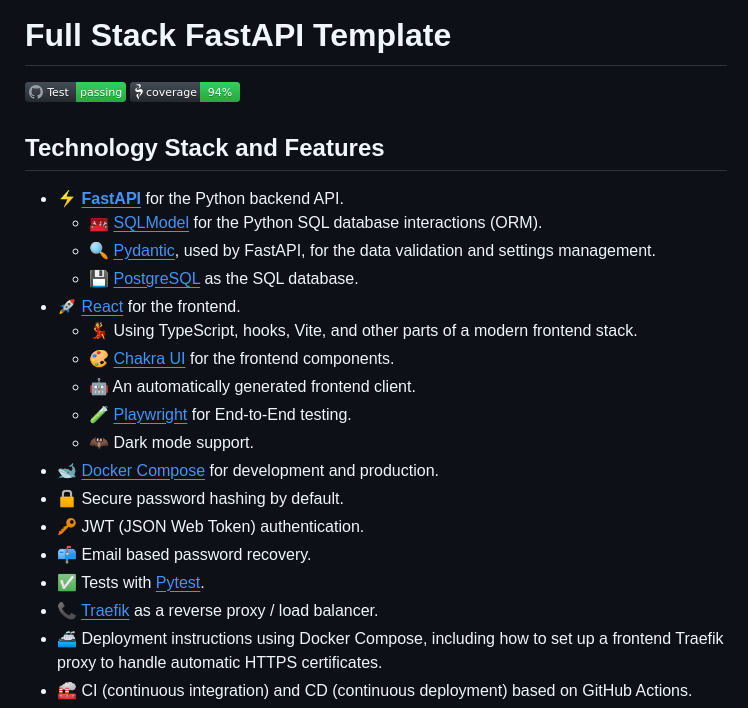 Full Stack FastAPI Template
Test passing coverage 94%
Technology Stack and Features
⚡ FastAPI for the Python backend API.
🧰 SQLModel for the Python SQL database interactions (ORM).
🔍 Pydantic, used by FastAPI, for the data validation and settings management.
💾 PostgreSQL as the SQL database.
🚀 React for the frontend.
💃 Using TypeScript, hooks, Vite, and other parts of a modern frontend stack.
🎨 Chakra UI for the frontend components.
🤖 An automatically generated frontend client.
🧪 Playwright for End-to-End testing.
🦇 Dark mode support.
🐋 Docker Compose for development and production.
🔒 Secure password hashing by default.
🔑 JWT (JSON Web Token) authentication.
📫 Email based password recovery.
✅ Tests with Pytest.
📞 Traefik as a reverse proxy / load balancer.
🚢 Deployment instructions using Docker Compose, including how to set up a frontend Traefik
proxy to handle automatic HTTPS certificates.
🏭 CI (continuous integration) and CD (continuous deployment) based on GitHub Actions.